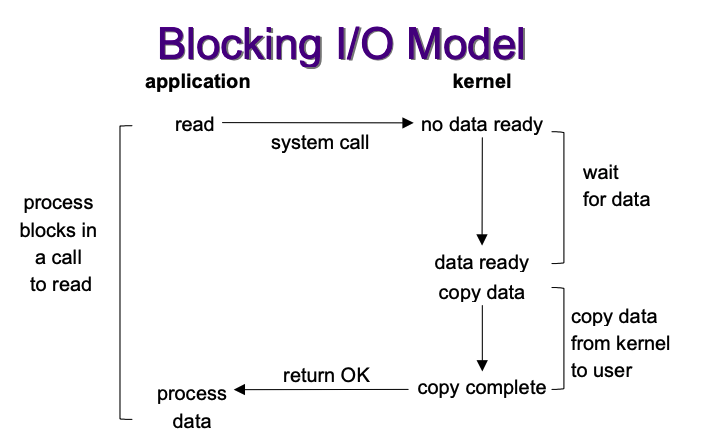 Blocking I/O Model
application
kernel
read
no data ready
system call
wait
for data
process
blocks in
a call
to read
data ready
copy data
copy data
from kernel
to user
return OK
copy complete
process
data